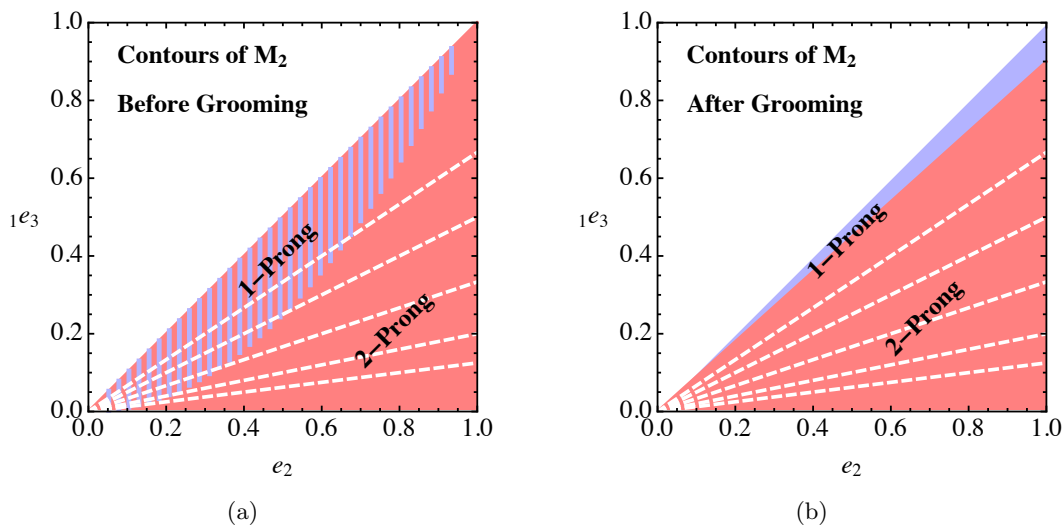 Contours of M₂
Before Grooming
1−Prong
2−Prong
₁e₃
1.0
0.8
0.6
0.4
0.2
0.0
0.0 0.2 0.4 0.6 0.8 1.0
e₂
(a)
Contours of M₂
After Grooming
1−Prong
2−Prong
₁e₃
1.0
0.8
0.6
0.4
0.2
0.0
0.0 0.2 0.4 0.6 0.8 1.0
e₂
(b)